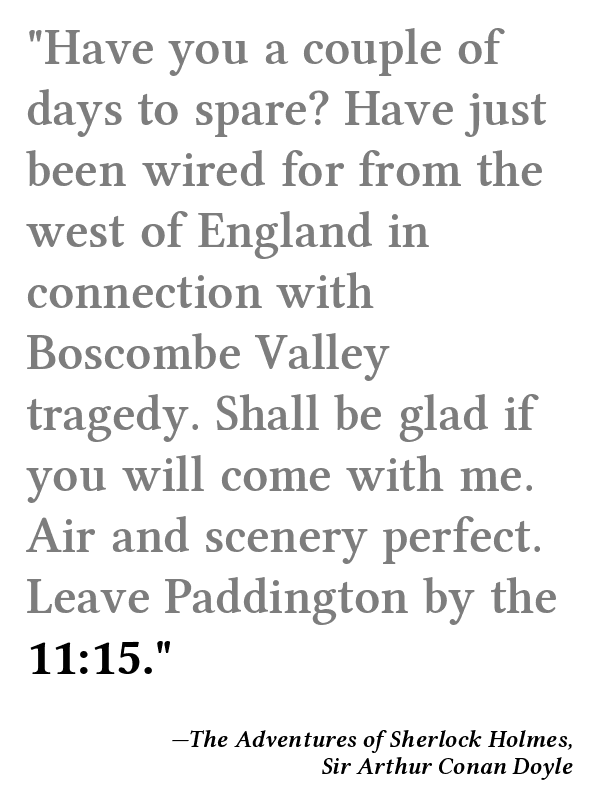 "Have you a couple of
days to spare? Have just
been wired for from the
west of England in
connection with
Boscombe Valley
tragedy. Shall be glad if
you will come with me.
Air and scenery perfect.
Leave Paddington by the
11:15."
—The Adventures of Sherlock Holmes,
Sir Arthur Conan Doyle